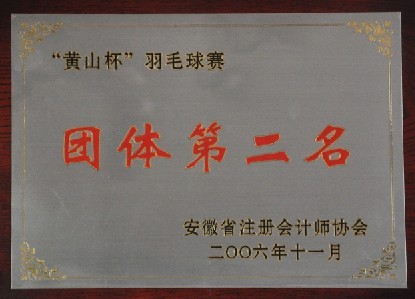 “黄山杯”羽毛球赛
团体第二名
安徽省注册会计师协会
二〇〇六年十一月